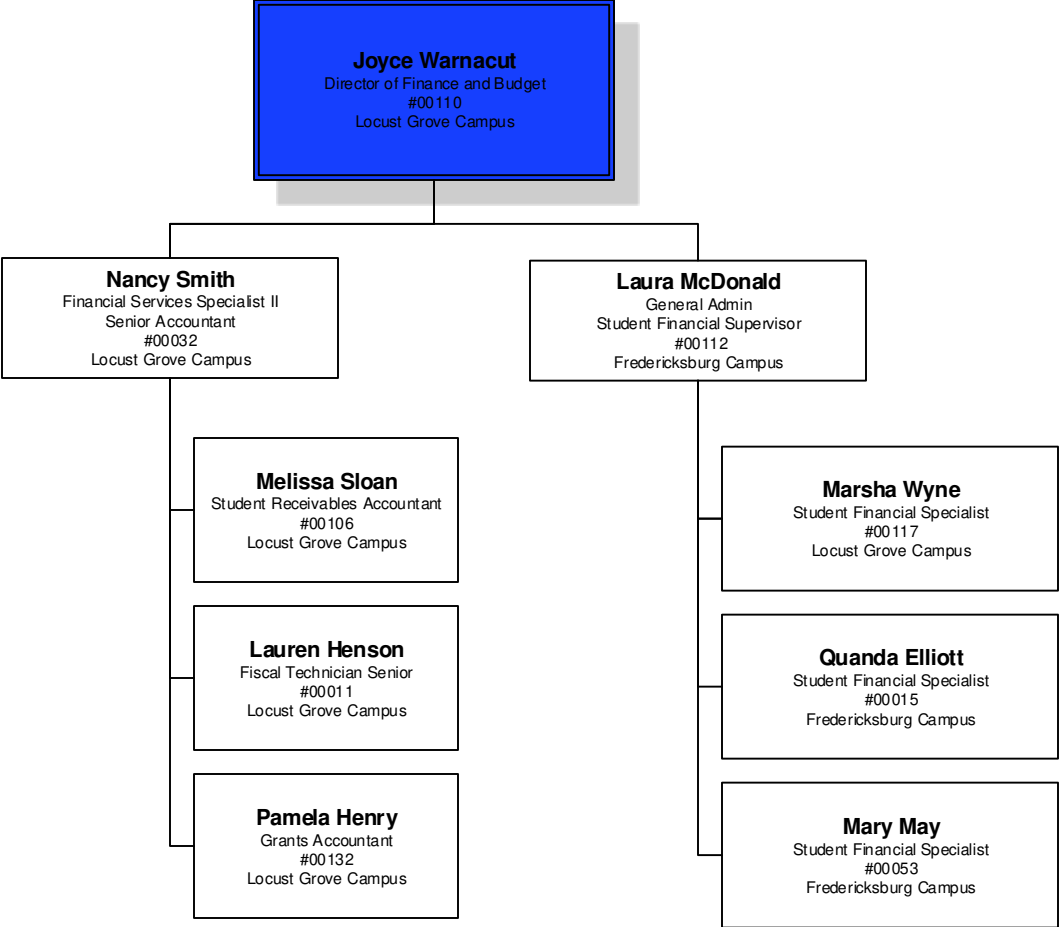 Joyce Warnacut
Director of Finance and Budget
#00110
Locust Grove Campus
Nancy Smith
Financial Services Specialist II
Senior Accountant
#00032
Locust Grove Campus
Laura McDonald
General Admin
Student Financial Supervisor
#00112
Fredericksburg Campus
Melissa Sloan
Student Receivables Accountant
#00106
Locust Grove Campus
Lauren Henson
Fiscal Technician Senior
#00011
Locust Grove Campus
Pamela Henry
Grants Accountant
#00132
Locust Grove Campus
Marsha Wyne
Student Financial Specialist
#00117
Locust Grove Campus
Quanda Elliott
Student Financial Specialist
#00015
Fredericksburg Campus
Mary May
Student Financial Specialist
#00053
Fredericksburg Campus